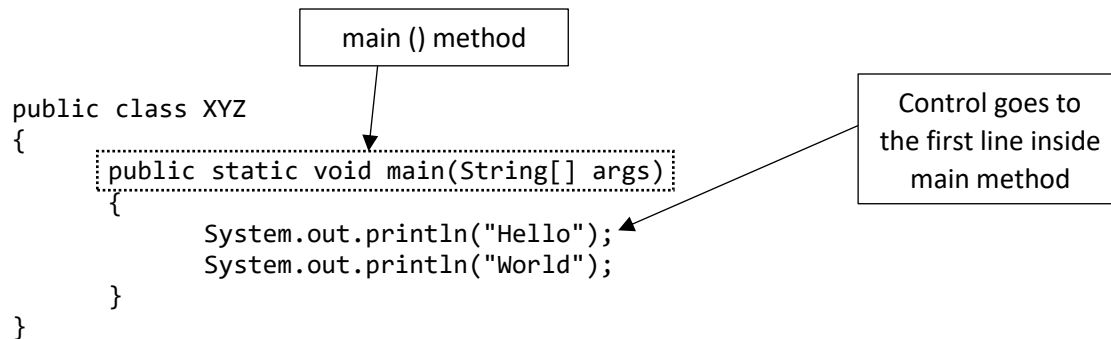 main () method
public class XYZ
{
public static void main(String[] args)
{
System.out.println("Hello");
System.out.println("World");
}
}
Control goes to
the first line inside
main method